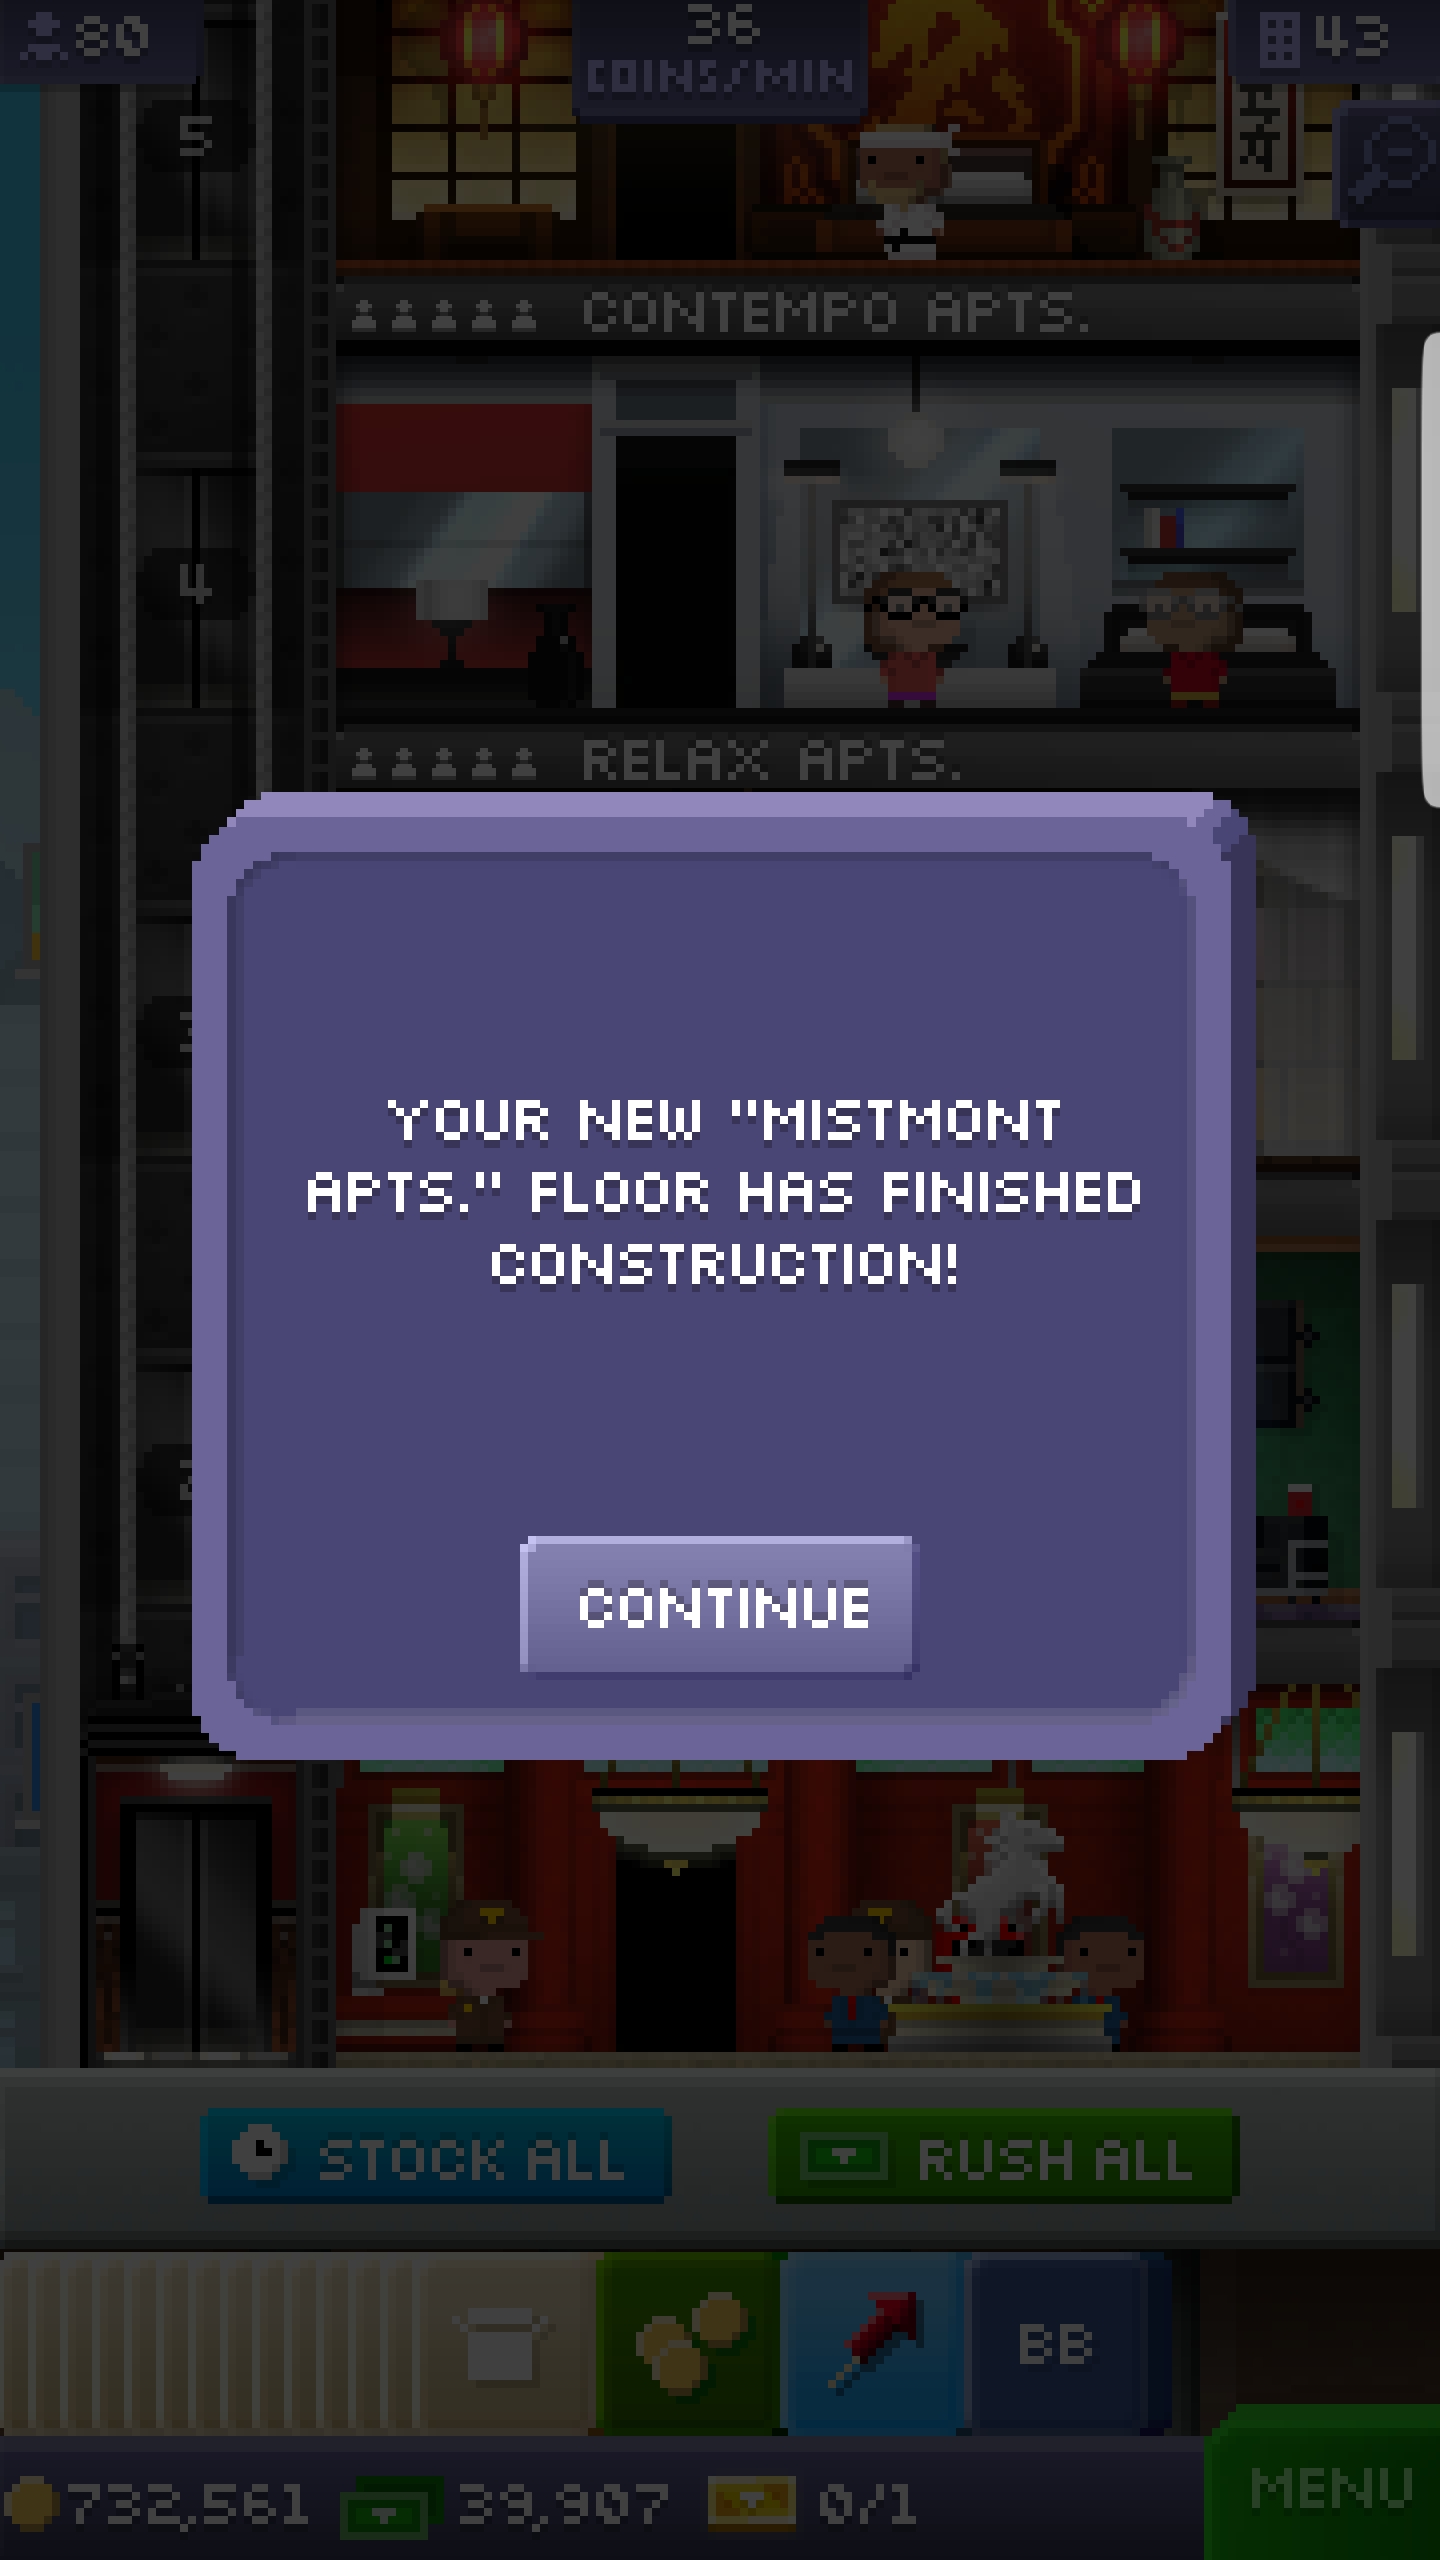 80
36
COINS/MIN
43
5
CONTEMPO APTS.
4
RELAX APTS.
YOUR NEW "MISTMONT
APTS." FLOOR HAS FINISHED
CONSTRUCTION!
CONTINUE
STOCK ALL
RUSH ALL
BB
732,561
39,907
0/1
MENU